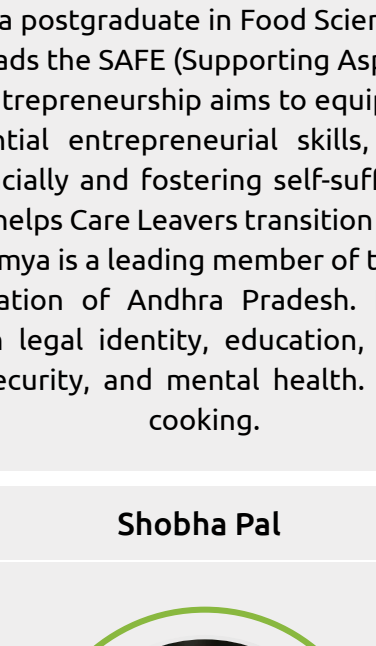 a postgraduate in Food Scien
ads the SAFE (Supporting Asp
trepreneurship aims to equip
ntial entrepreneurial skills,
cially and fostering self-suff
helps Care Leavers transition
mya is a leading member of t
ation of Andhra Pradesh.
legal identity, education,
ecurity, and mental health.
cooking.
Shobha Pal